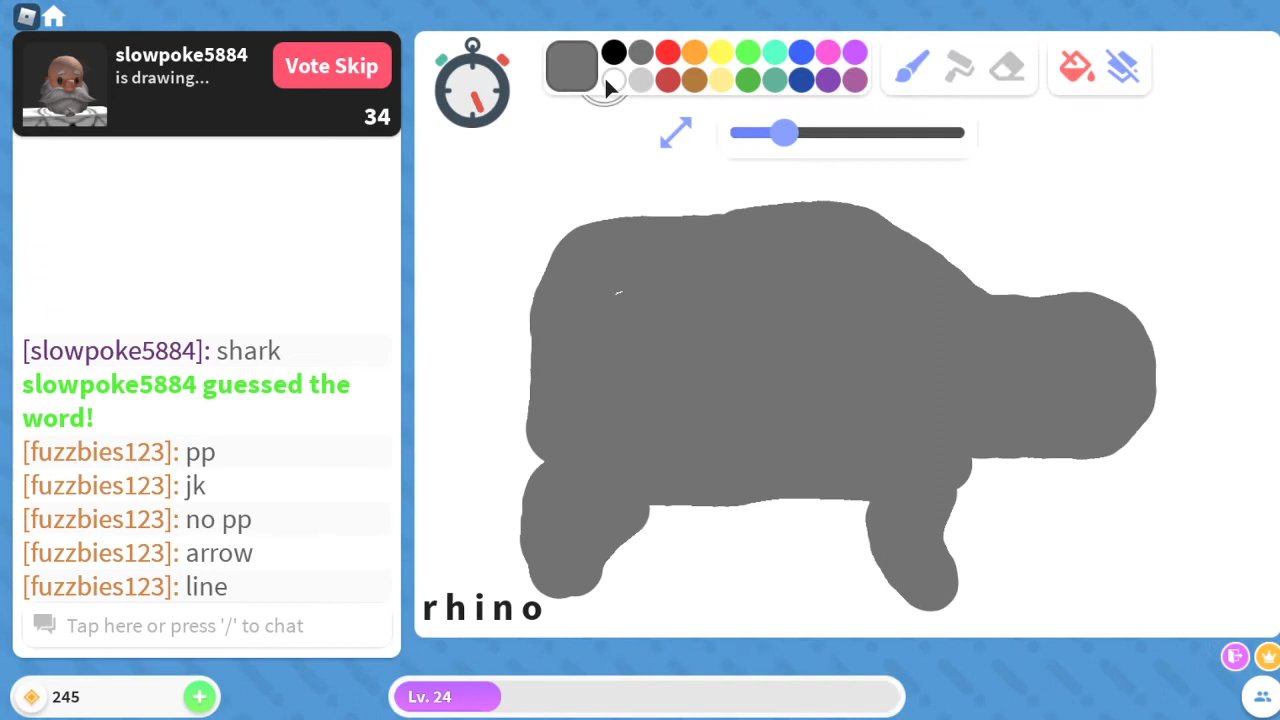 slowpoke5884
is drawing...
Vote Skip
34
[slowpoke5884]: shark
slowpoke5884 guessed the
word!
[fuzzbies123]: pp
[fuzzbies123]: jk
[fuzzbies123]: no pp
[fuzzbies123]: arrow
[fuzzbies123]: line
Tap here or press '/' to chat
r h i n o
245
Lv. 24